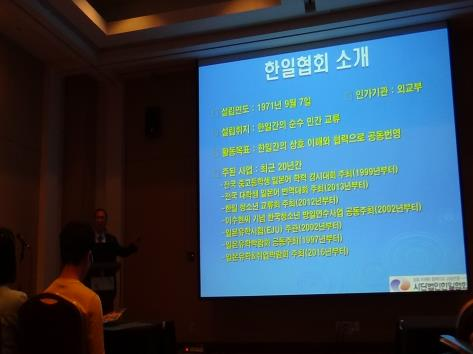 한일협회 소개
설립연도 : 1971년 9월 7일
인가기관 : 외교부
설립취지 : 한일간의 순수 민간 교류
활동목표 : 한일간의 상호 이해와 협력으로 공동번영
주된 사업 : 최근 20년간
-전국 중고등학생 일본어 학력 경시대회 주최(1999년부터)
-전국 대학생 일본어 번역대회 주최(2013년부터)
-한일 청소년 교류회 주최(2012년부터)
-이수현씨 기념 한국청소년 방일연수사업 공동주최(2002년부터)
-일본유학시험(EJU) 주관(2002년부터)
-일본유학박람회 공동주최(1997년부터)
-일본유학&취업박람회 주최(2016년부터)
사단법인한일협회